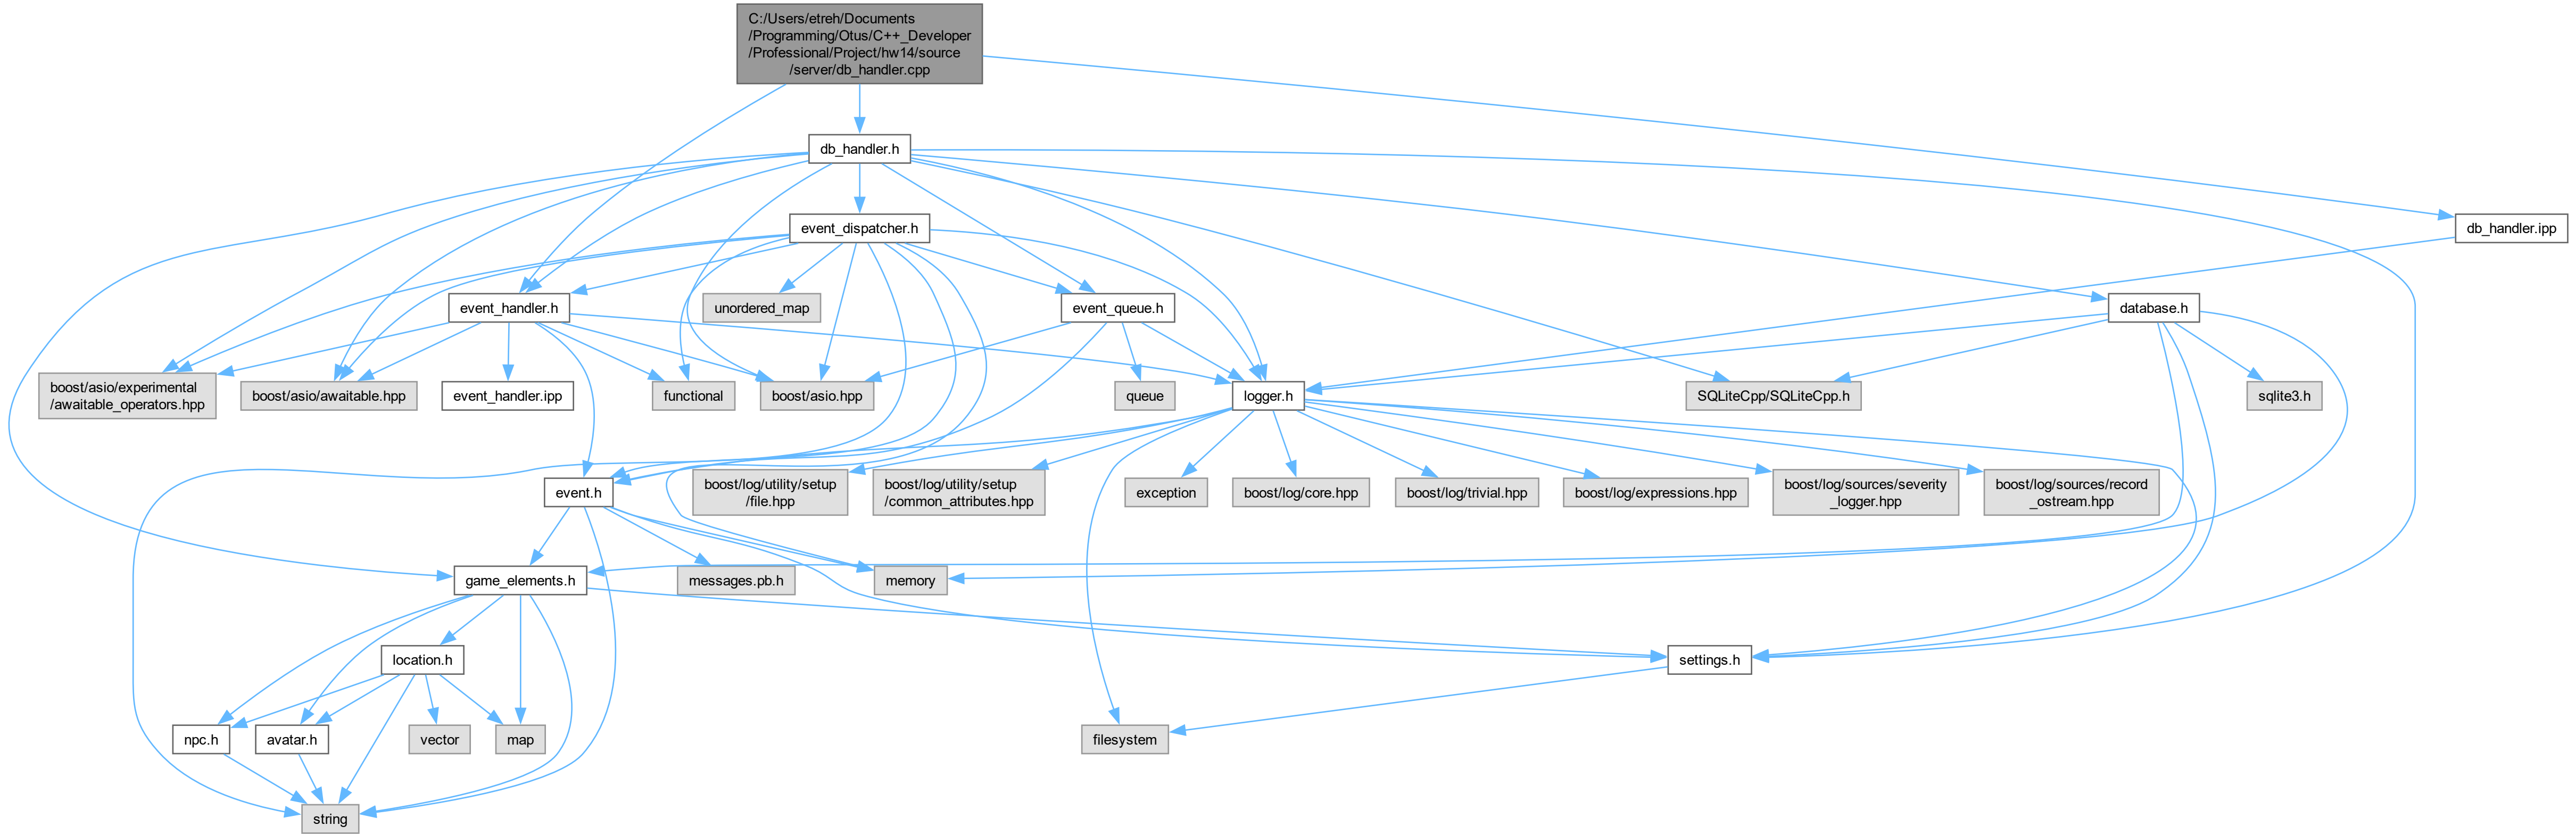 C:/Users/etreh/Documents
/Programming/Otus/C++_Developer
/Professional/Project/hw14/source
/server/db_handler.cpp
db_handler.h
event_dispatcher.h
db_handler.ipp
event_handler.h
unordered_map
event_queue.h
database.h
boost/asio/experimental
/awaitable_operators.hpp
boost/asio/awaitable.hpp
event_handler.ipp
functional
boost/asio.hpp
queue
logger.h
SQLiteCpp/SQLiteCpp.h
sqlite3.h
event.h
boost/log/utility/setup
/file.hpp
boost/log/utility/setup
/common_attributes.hpp
exception
boost/log/core.hpp
boost/log/trivial.hpp
boost/log/expressions.hpp
boost/log/sources/severity
_logger.hpp
boost/log/sources/record
_ostream.hpp
game_elements.h
messages.pb.h
memory
location.h
settings.h
npc.h
avatar.h
vector
map
filesystem
string